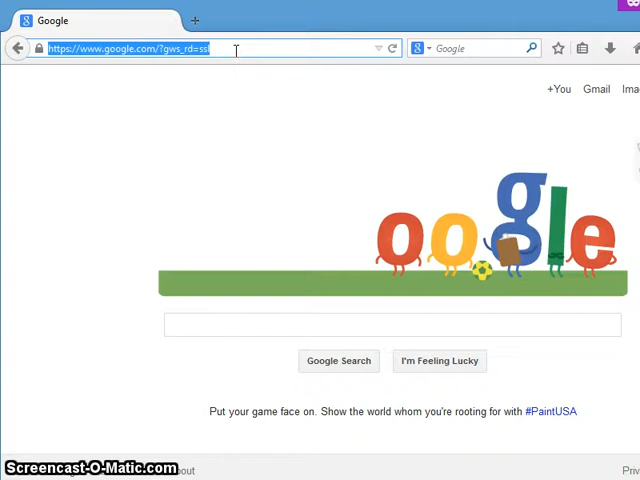 Google
https://www.google.com/?gws_rd=ssl
Google
+You Gmail Ima
oogle
Google Search
I'm Feeling Lucky
Put your game face on. Show the world whom you're rooting for with #PaintUSA
Screencast-O-Matic.com
out
Priv